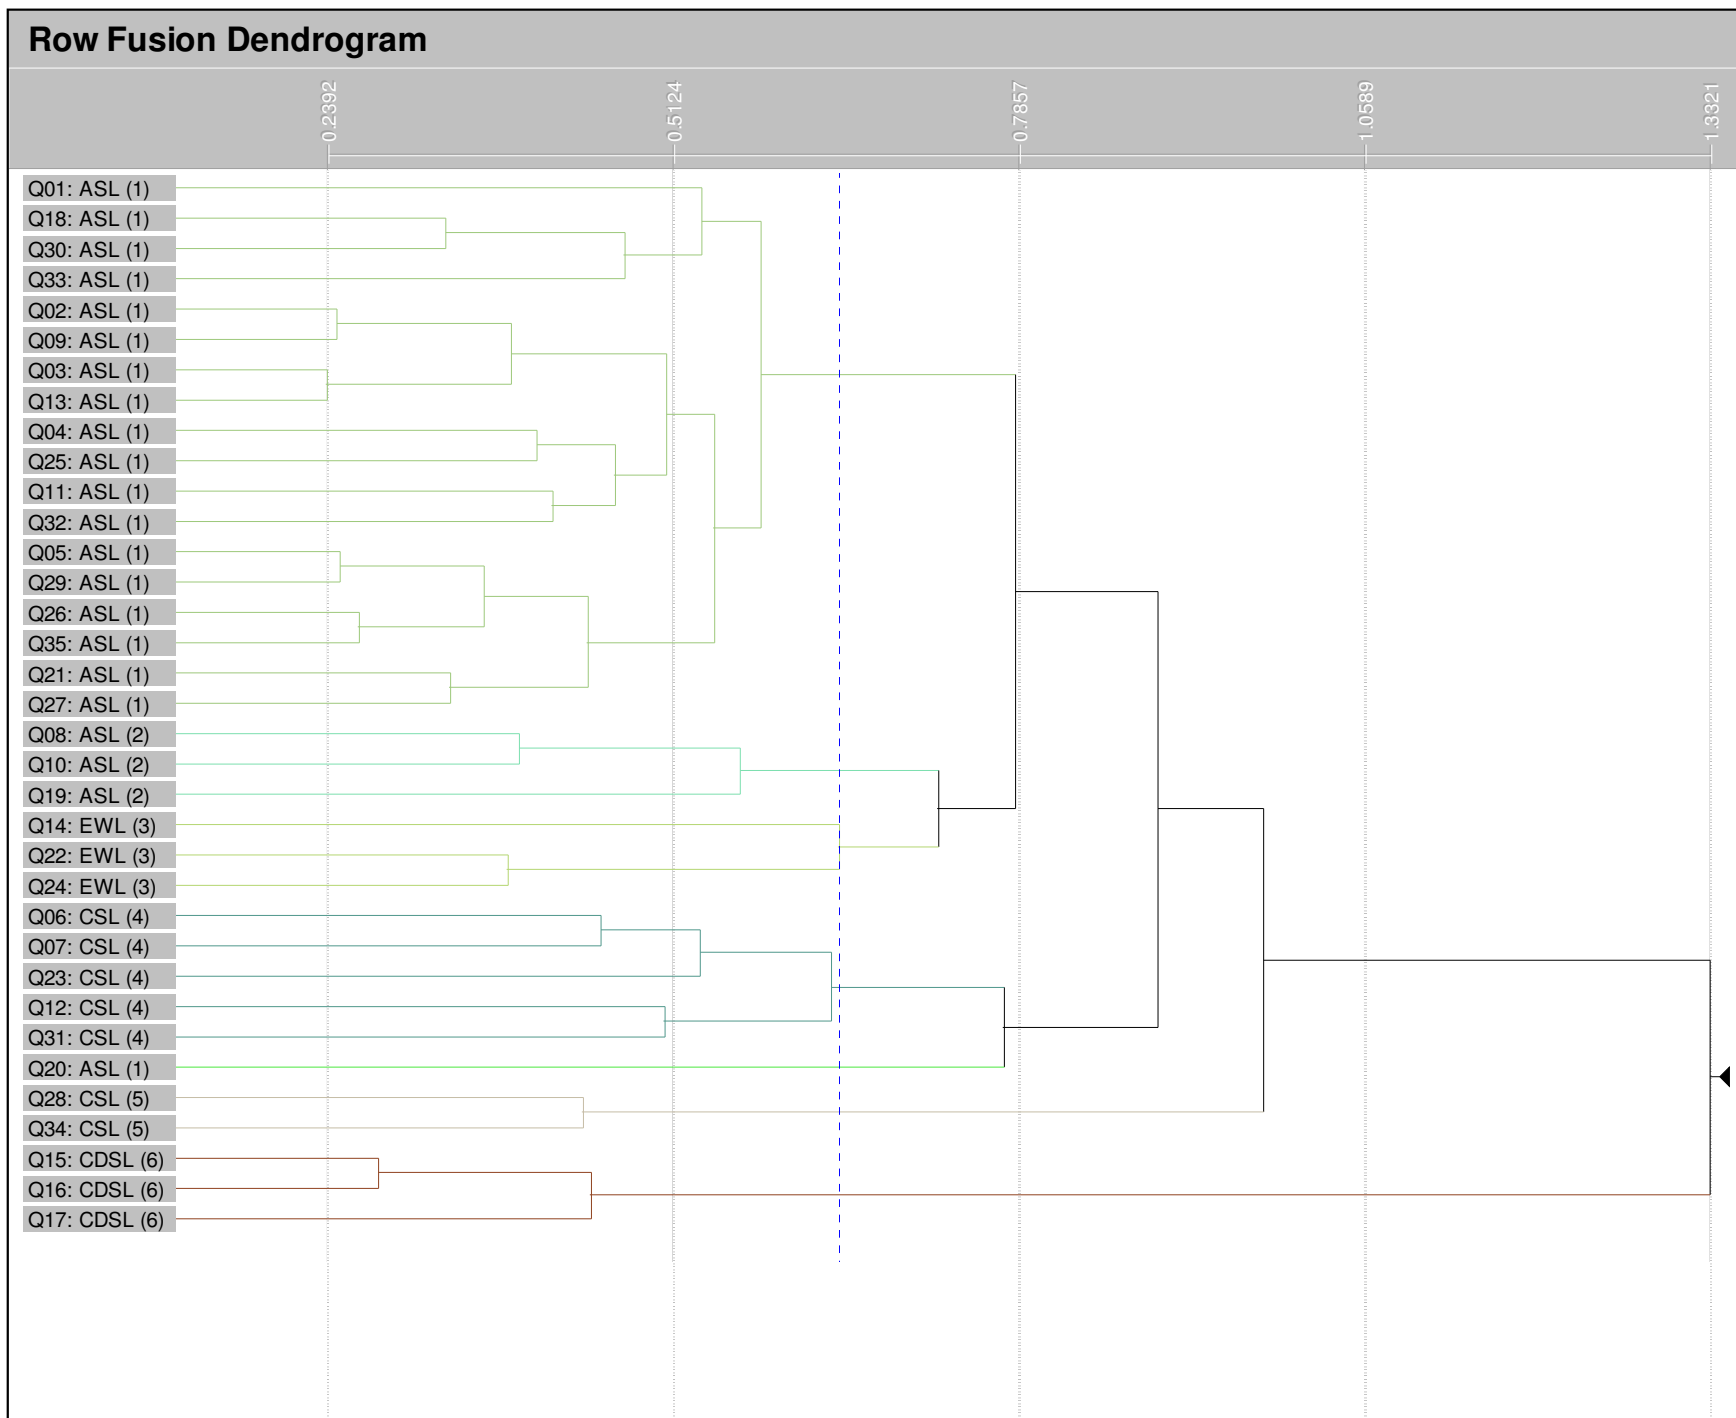 Row Fusion Dendrogram
0.2392
0.5124
0.7857
1.0589
1.3321
Q01: ASL (1)
Q18: ASL (1)
Q30: ASL (1)
Q33: ASL (1)
Q02: ASL (1)
Q09: ASL (1)
Q03: ASL (1)
Q13: ASL (1)
Q04: ASL (1)
Q25: ASL (1)
Q11: ASL (1)
Q32: ASL (1)
Q05: ASL (1)
Q29: ASL (1)
Q26: ASL (1)
Q35: ASL (1)
Q21: ASL (1)
Q27: ASL (1)
Q08: ASL (2)
Q10: ASL (2)
Q19: ASL (2)
Q14: EWL (3)
Q22: EWL (3)
Q24: EWL (3)
Q06: CSL (4)
Q07: CSL (4)
Q23: CSL (4)
Q12: CSL (4)
Q31: CSL (4)
Q20: ASL (1)
Q28: CSL (5)
Q34: CSL (5)
Q15: CDSL (6)
Q16: CDSL (6)
Q17: CDSL (6)